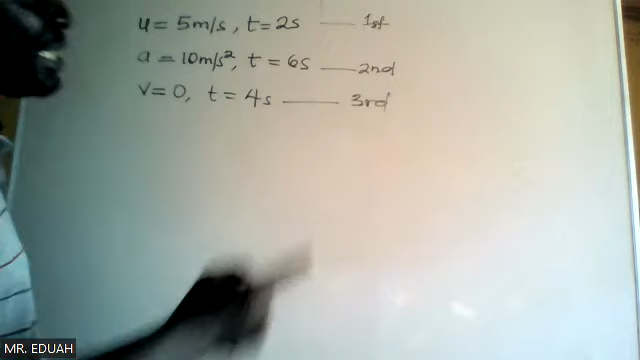 u = 5m/s, t = 2s —— 1st
a = 10m/s², t = 6s —— 2nd
v = 0, t = 4s —— 3rd
MR. EDUAH